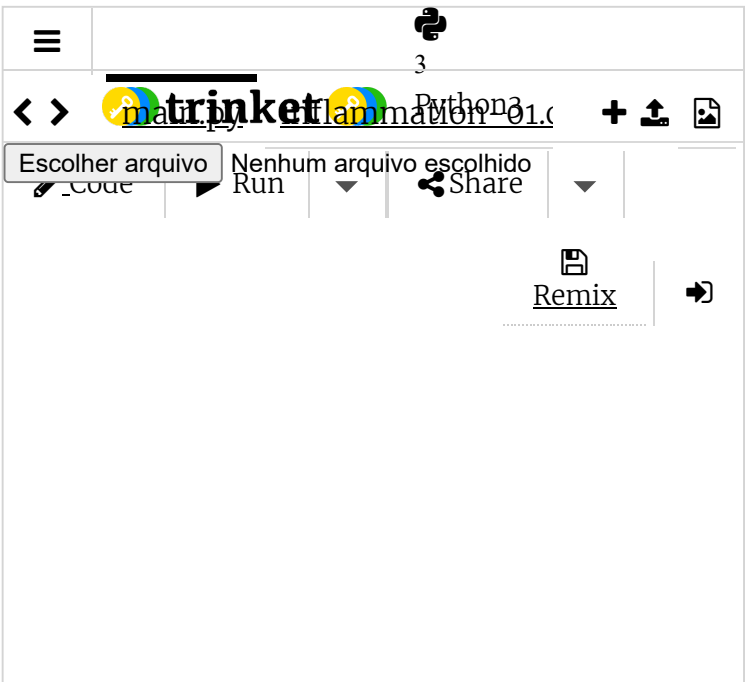 3
Python3
trinket
main.py inflammation-01.c
Escolher arquivo Nenhum arquivo escolhido
Code Run Share
Remix